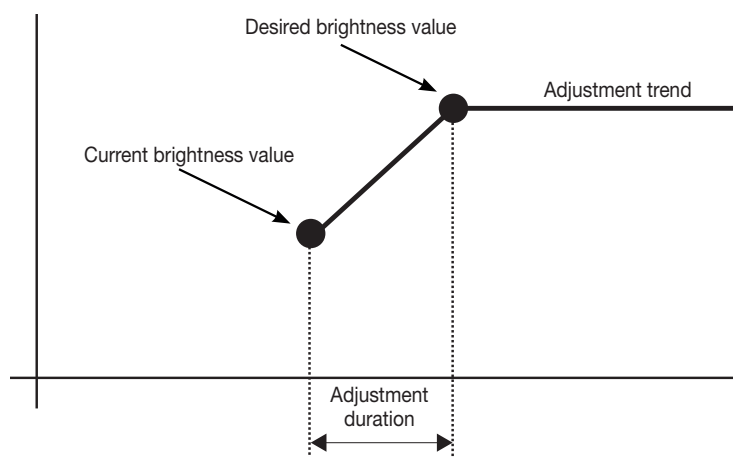 Desired brightness value
Adjustment trend
Current brightness value
Adjustment
duration